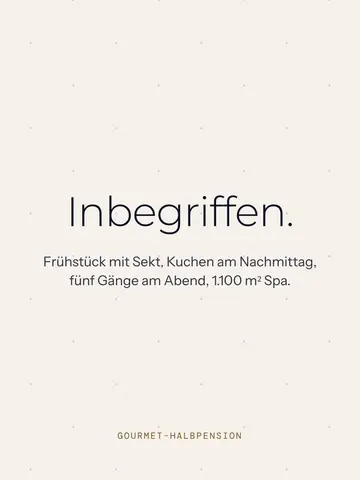 Inbegriffen.
Frühstück mit Sekt, Kuchen am Nachmittag,
fünf Gänge am Abend, 1.100 m² Spa.
GOURMET-HALBPENSION